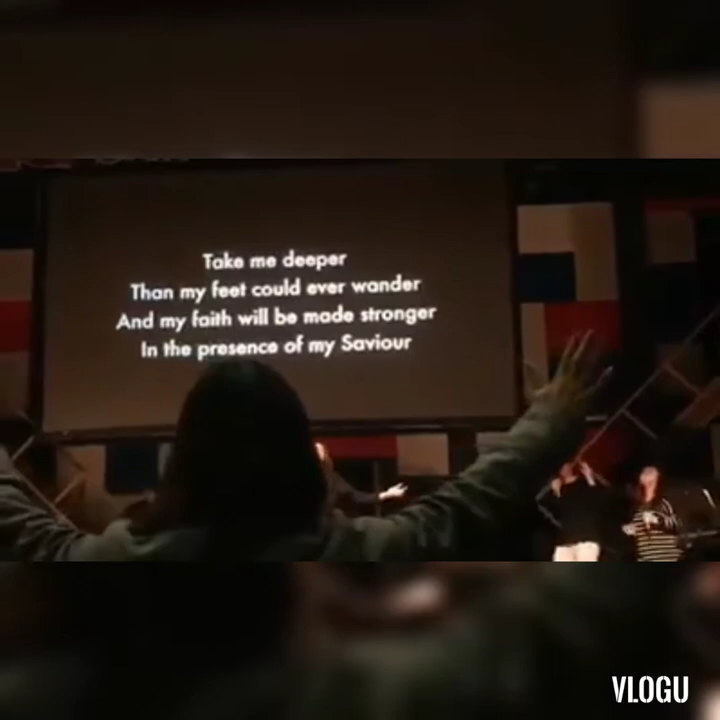 Take me deeper
Than my feet could ever wander
And my faith will be made stronger
In the presence of my Saviour
VLOGU